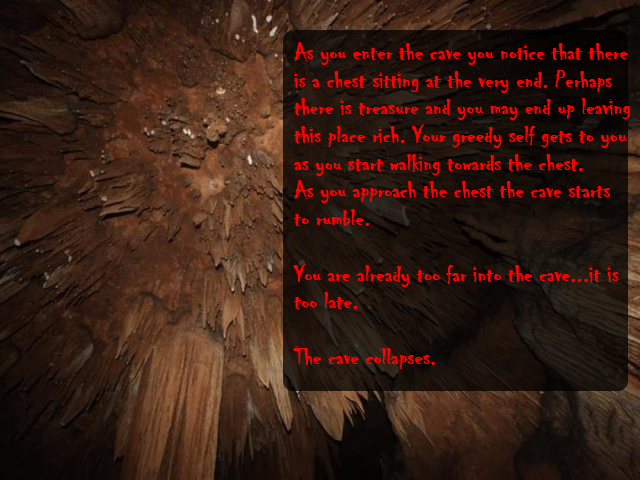 As you enter the cave you notice that there
is a chest sitting at the very end. Perhaps
there is treasure and you may end up leaving
this place rich. Your greedy self gets to you
as you start walking towards the chest.
As you approach the chest the cave starts
to rumble.
You are already too far into the cave...it is
too late.
The cave collapses.